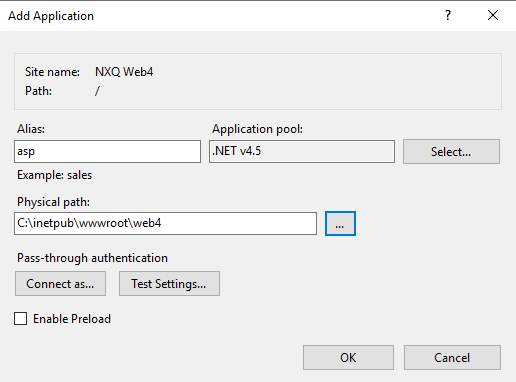 Add Application
? ×
Site name: NXQ Web4
Path: /
Alias: Application pool:
asp .NET v4.5 Select...
Example: sales
Physical path:
C:\inetpub\wwwroot\web4 ...
Pass-through authentication
Connect as... Test Settings...
Enable Preload
OK Cancel